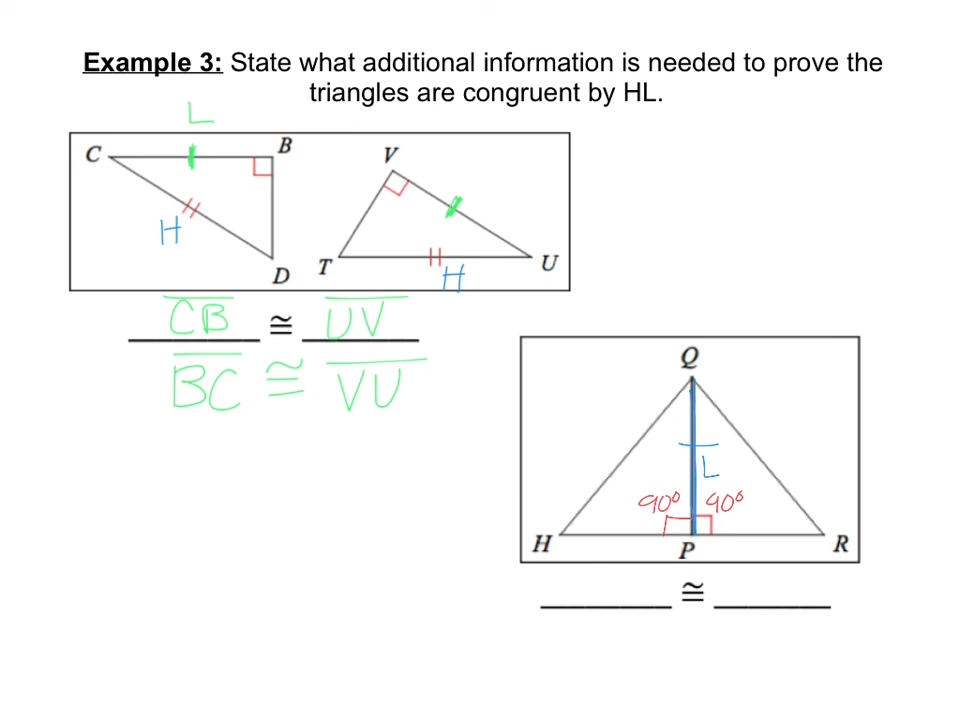 Example 3: State what additional information is needed to prove the
triangles are congruent by HL.
L
C B V
H
D T U
H
CB ≅ UV
BC ≅ VU
Q
L
90° 90°
H P R
≅